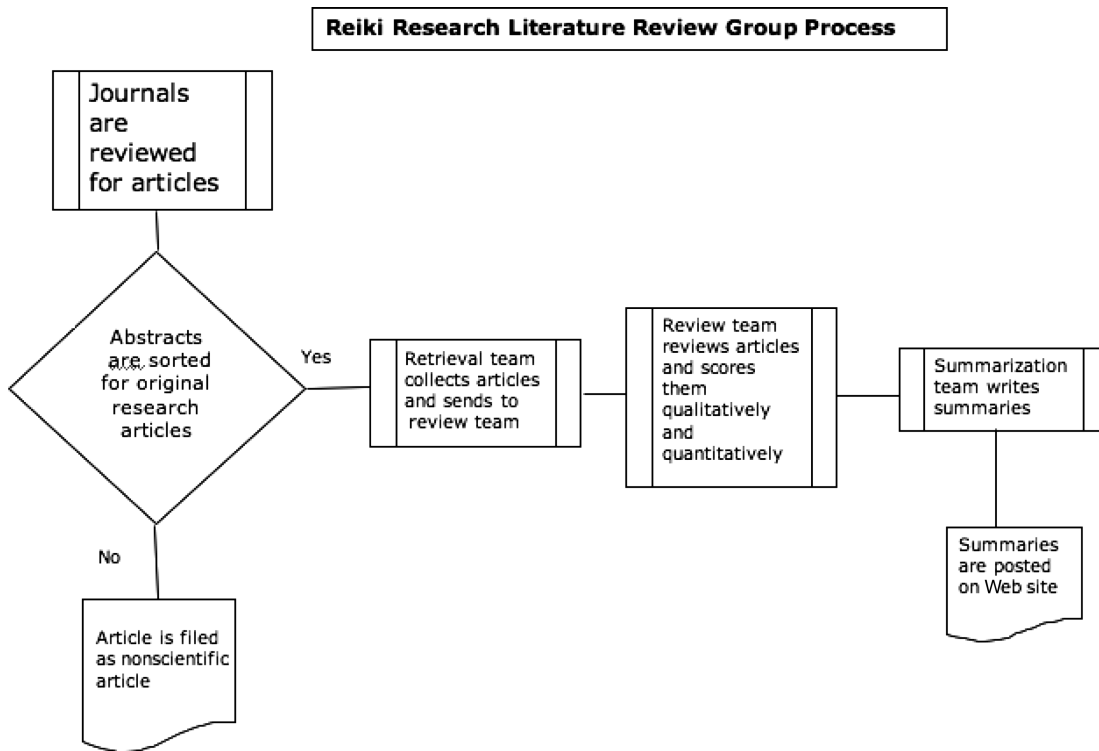 Reiki Research Literature Review Group Process
Journals
are
reviewed
for articles
Abstracts
are sorted
for original
research
articles
Yes
Retrieval team
collects articles
and sends to
review team
Review team
reviews articles
and scores
them
qualitatively
and
quantitatively
Summarization
team writes
summaries
No
Article is filed
as nonscientific
article
Summaries
are posted
on Web site